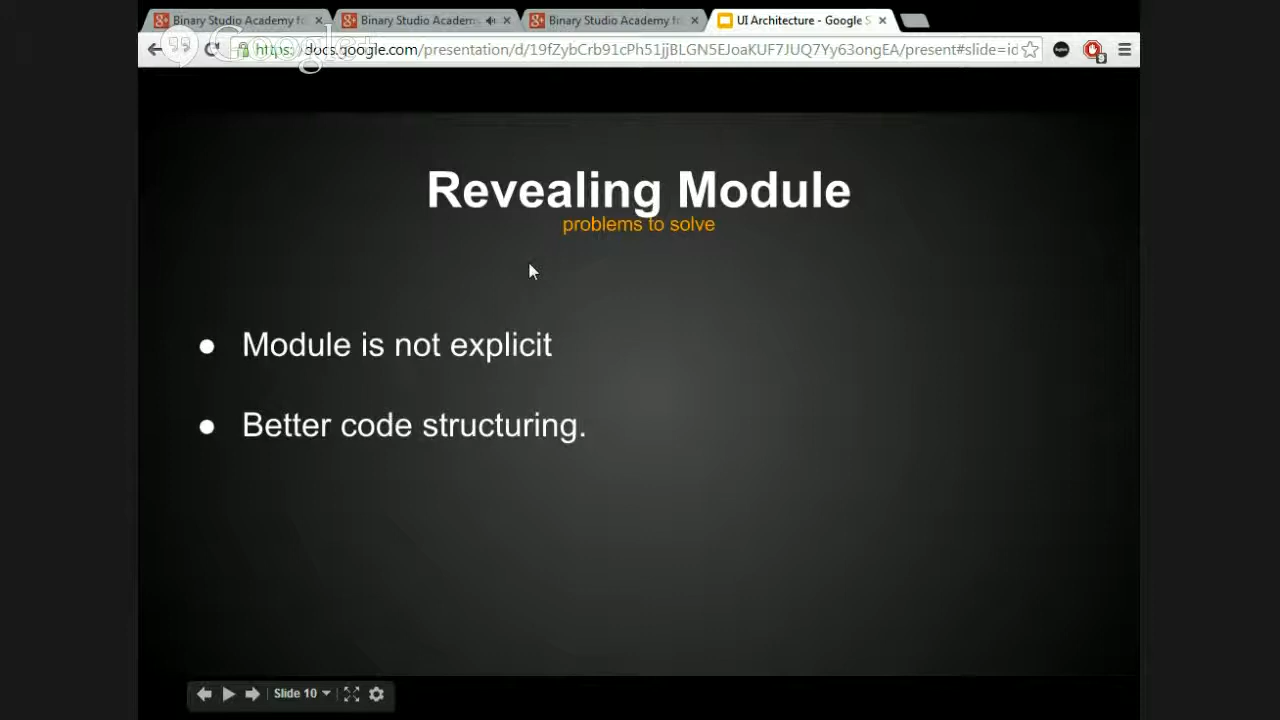 Binary Studio Academy fo
Binary Studio Academ
Binary Studio Academy fo
UI Architecture - Google S
Google+
https://docs.google.com/presentation/d/19fZybCrb91cPh51jjBLGN5EJoaKUF7JUQ7Yy63ongEA/present#slide=id
Revealing Module
problems to solve
● Module is not explicit
● Better code structuring.
Slide 10